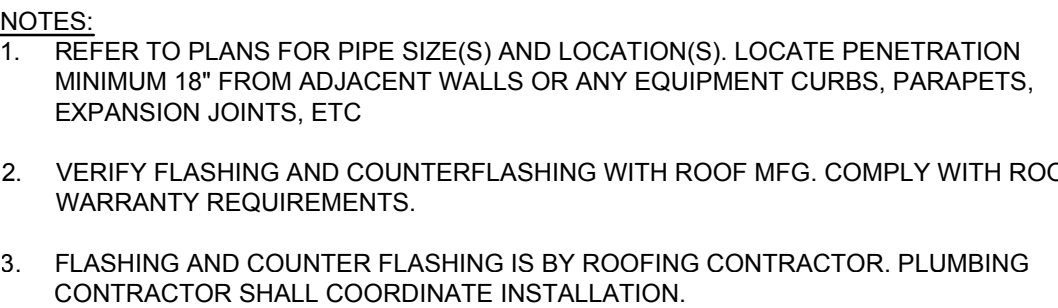 NOTES:
1. REFER TO PLANS FOR PIPE SIZE(S) AND LOCATION(S). LOCATE PENETRATION
MINIMUM 18" FROM ADJACENT WALLS OR ANY EQUIPMENT CURBS, PARAPETS,
EXPANSION JOINTS, ETC
2. VERIFY FLASHING AND COUNTERFLASHING WITH ROOF MFG. COMPLY WITH
WARRANTY REQUIREMENTS.
3. FLASHING AND COUNTER FLASHING IS BY ROOFING CONTRACTOR. PLUMBING
CONTRACTOR SHALL COORDINATE INSTALLATION.